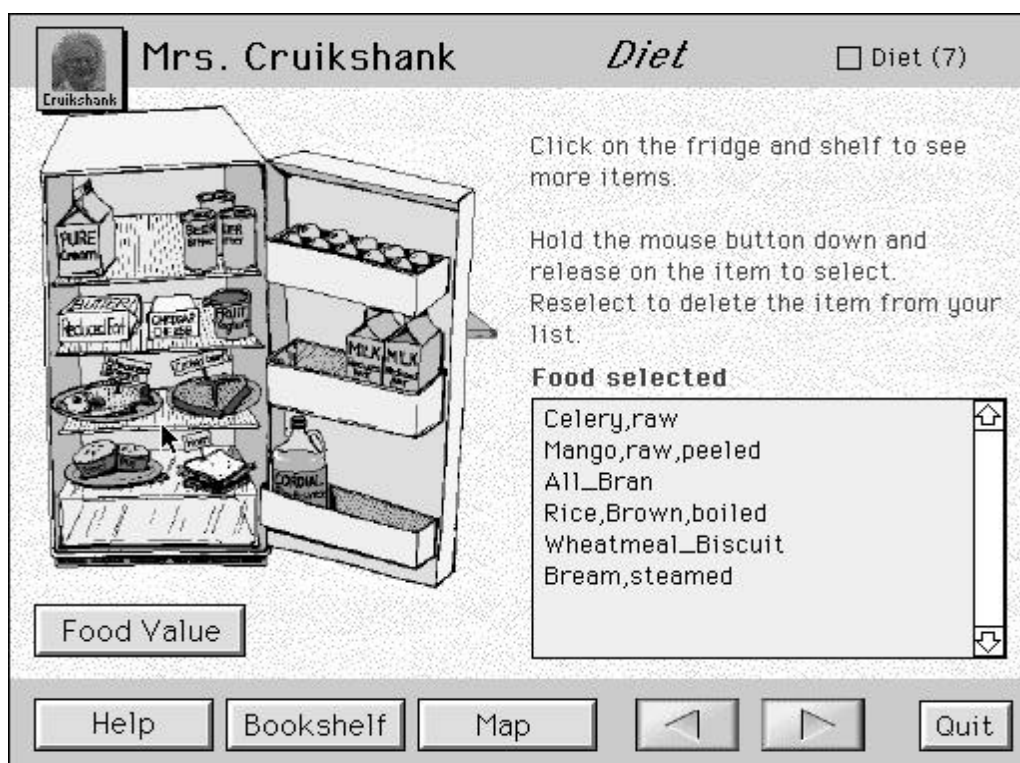 Mrs. Cruikshank
Diet
Diet (7)
Cruikshank
Click on the fridge and shelf to see
more items.
Hold the mouse button down and
release on the item to select.
Reselect to delete the item from your
list.
Food selected
Celery,raw
Mango,raw,peeled
All_Bran
Rice,Brown,boiled
Wheatmeal_Biscuit
Bream,steamed
PURE
Cream
BEER
BUTTER
Reduced Fat
CHEDDAR
CHEESE
FRUIT
Yoghurt
MILK
MILK
CORDIAL
Food Value
Help
Bookshelf
Map
Quit